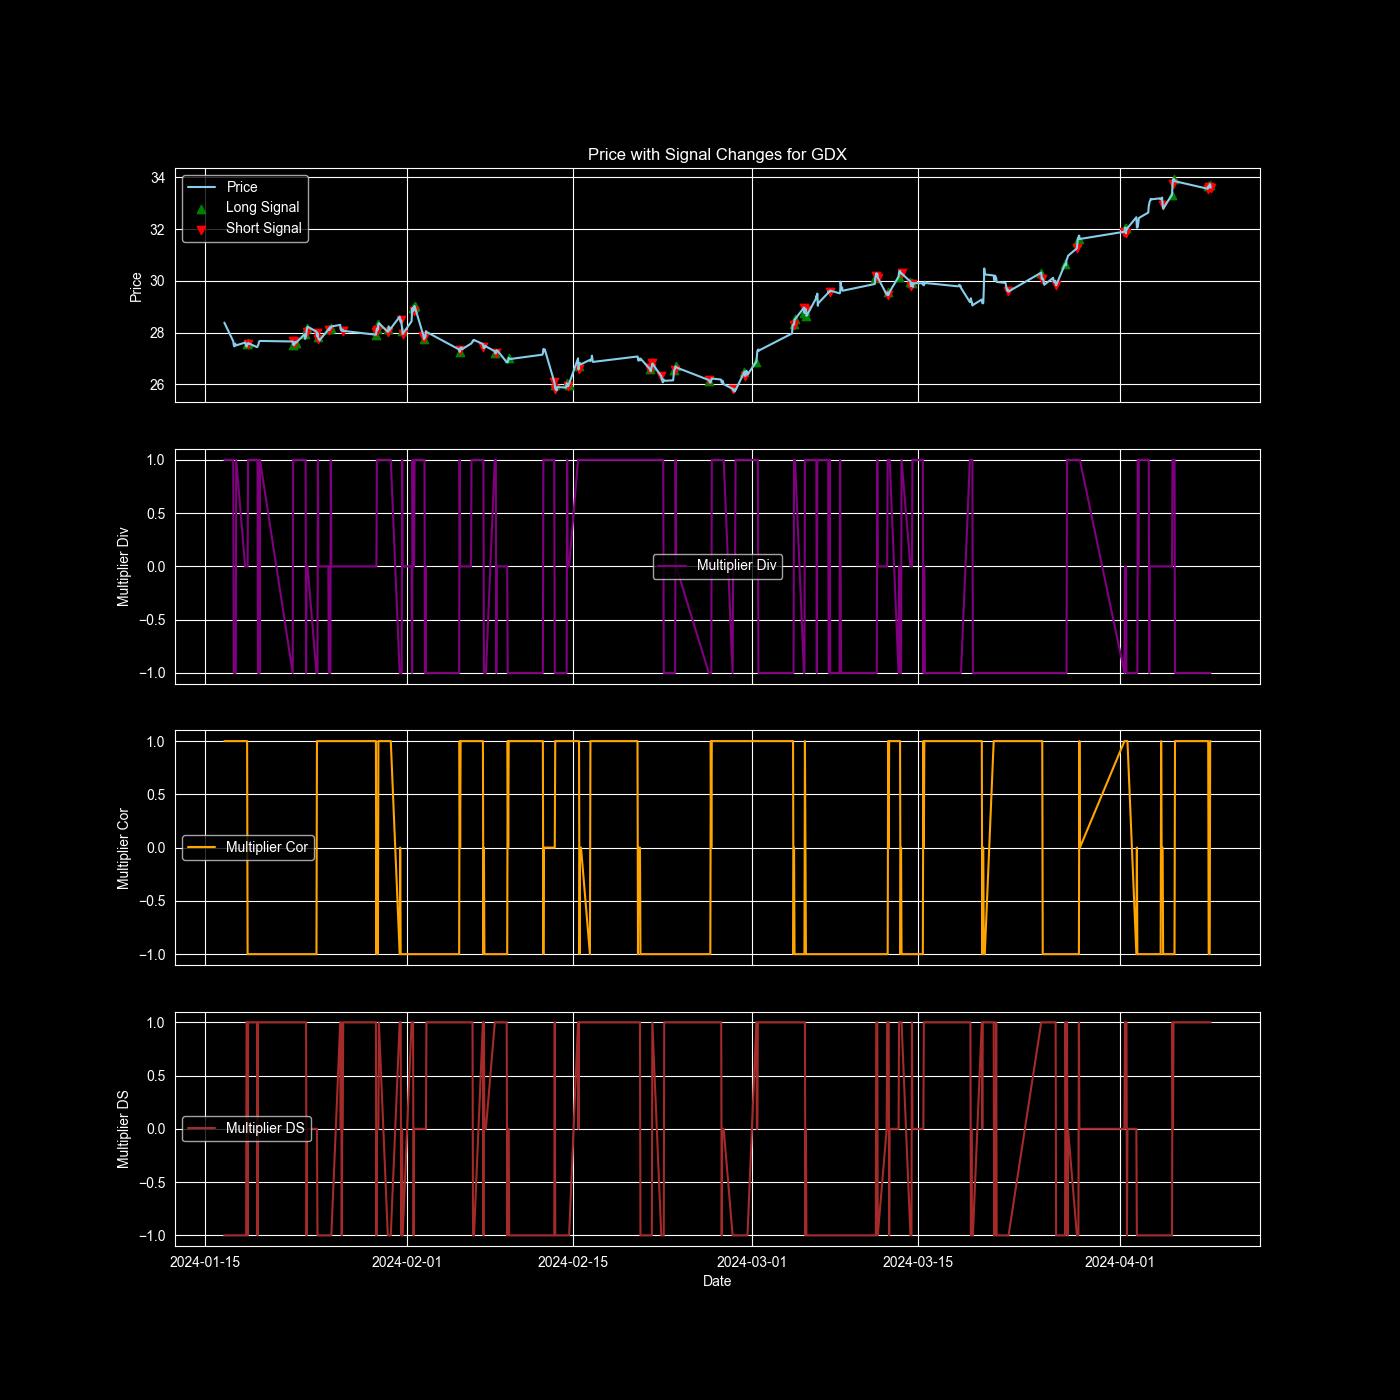 Price with Signal Changes for GDX
34
32
30
28
26
Price
Price
Long Signal
Short Signal
1.0
0.5
0.0
−0.5
−1.0
Multiplier Div
Multiplier Div
1.0
0.5
0.0
−0.5
−1.0
Multiplier Cor
Multiplier Cor
1.0
0.5
0.0
−0.5
−1.0
Multiplier DS
Multiplier DS
2024-01-15
2024-02-01
2024-02-15
2024-03-01
2024-03-15
2024-04-01
Date